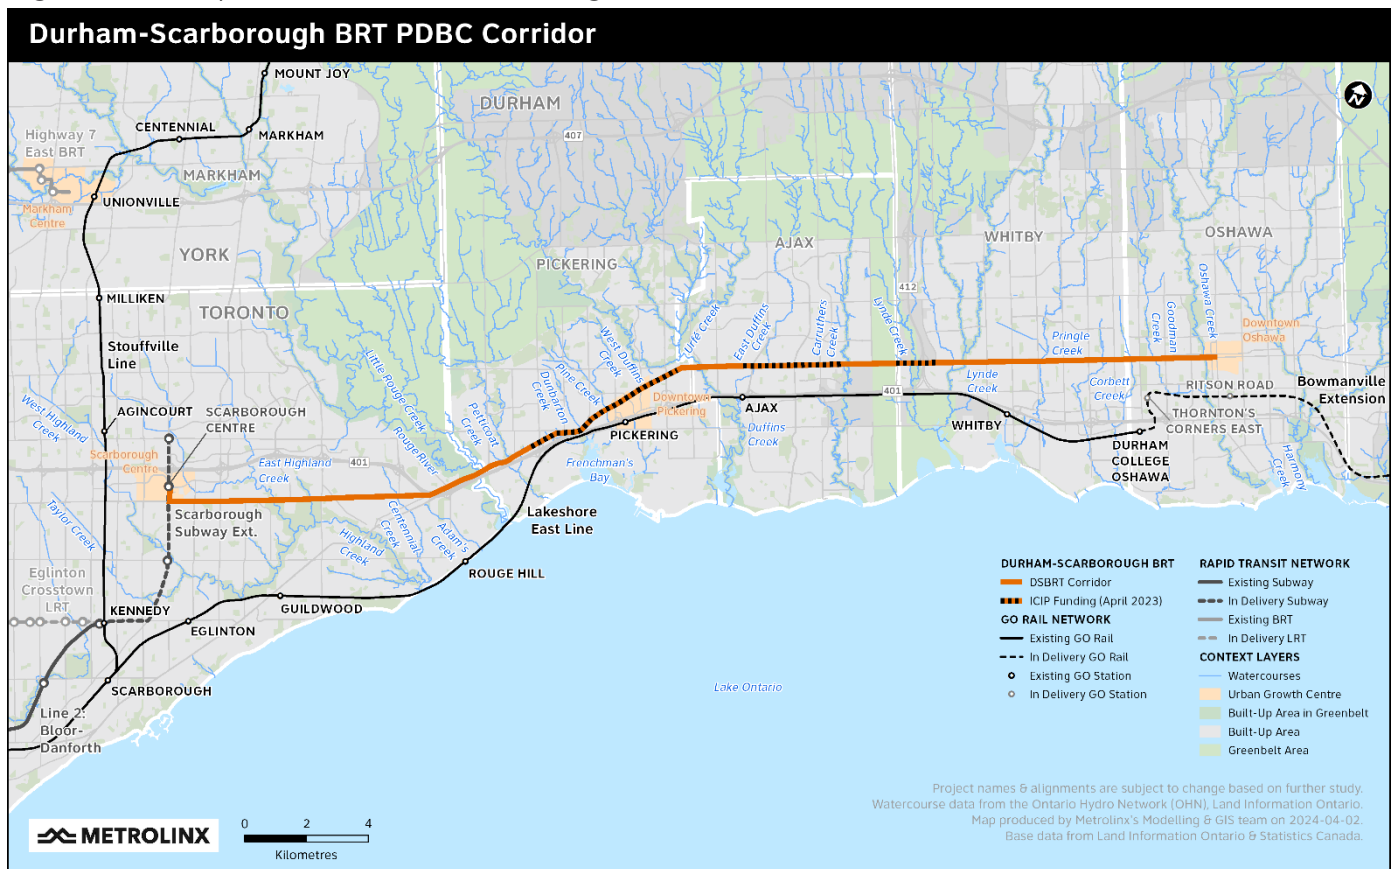 Durham-Scarborough BRT PDBC Corridor
MOUNT JOY
DURHAM
CENTENNIAL
MARKHAM
407
Highway 7
East BRT
MARKHAM
UNIONVILLE
Markham
Centre
WHITBY
OSHAWA
AJAX
YORK
PICKERING
412
MILLIKEN
TORONTO
Stouffville
Line
Little Rouge Creek
Rouge River
Petticoat
Creek
Dunbarton
Creek
Pine Creek
West Duffins
Creek
Urfé Creek
East Duffins
Creek
Carruthers
Creek
Lynde Creek
Pringle
Creek
Goodman
Creek
Oshawa Creek
Downtown
Oshawa
Lynde
Creek
Corbett
Creek
RITSON ROAD
Bowmanville
Extension
401
Downtown
Pickering
AJAX
Duffins
Creek
PICKERING
WHITBY
THORNTON'S
CORNERS EAST
DURHAM
COLLEGE
OSHAWA
Harmony
Creek
West Highland
Creek
AGINCOURT
SCARBOROUGH
CENTRE
Scarborough
Centre
East Highland
Creek
401
Frenchman's
Bay
Scarborough
Subway Ext.
Lakeshore
East Line
Taylor Creek
Highland
Creek
Centennial
Creek
Adam's
Creek
ROUGE HILL
Eglinton
Crosstown
LRT
KENNEDY
GUILDWOOD
EGLINTON
SCARBOROUGH
Line 2:
Bloor-
Danforth
Lake Ontario
DURHAM-SCARBOROUGH BRT
DSBRT Corridor
ICIP Funding (April 2023)
GO RAIL NETWORK
Existing GO Rail
In Delivery GO Rail
Existing GO Station
In Delivery GO Station
RAPID TRANSIT NETWORK
Existing Subway
In Delivery Subway
Existing BRT
In Delivery LRT
CONTEXT LAYERS
Watercourses
Urban Growth Centre
Built-Up Area in Greenbelt
Built-Up Area
Greenbelt Area
Project names & alignments are subject to change based on further study.
Watercourse data from the Ontario Hydro Network (OHN), Land Information Ontario.
Map produced by Metrolinx's Modelling & GIS team on 2024-04-02.
Base data from Land Information Ontario & Statistics Canada.
METROLINX
0 2 4
Kilometres
N